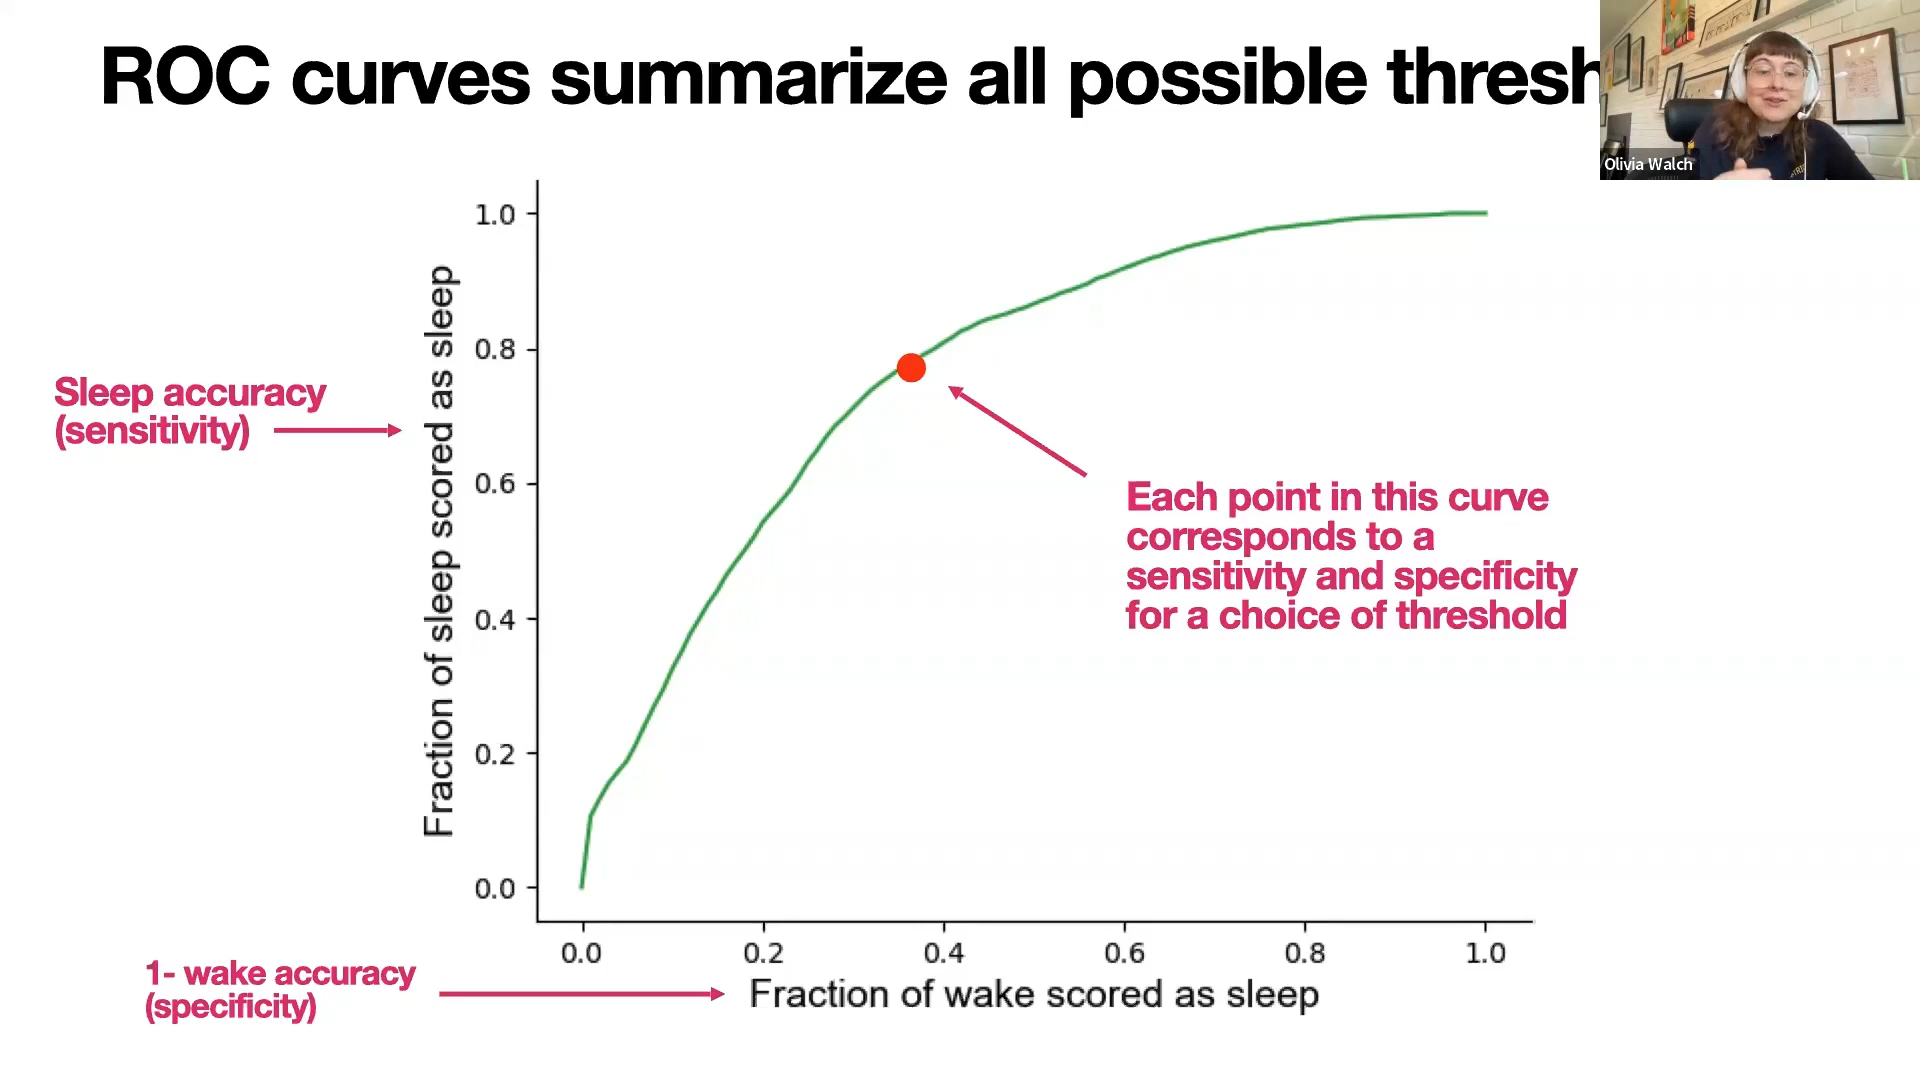 ROC curves summarize all possible thresh
Olivia Walch
1.0
0.8
0.6
0.4
0.2
0.0
Fraction of sleep scored as sleep
Sleep accuracy
(sensitivity)
Each point in this curve
corresponds to a
sensitivity and specificity
for a choice of threshold
0.0 0.2 0.4 0.6 0.8 1.0
Fraction of wake scored as sleep
1- wake accuracy
(specificity)